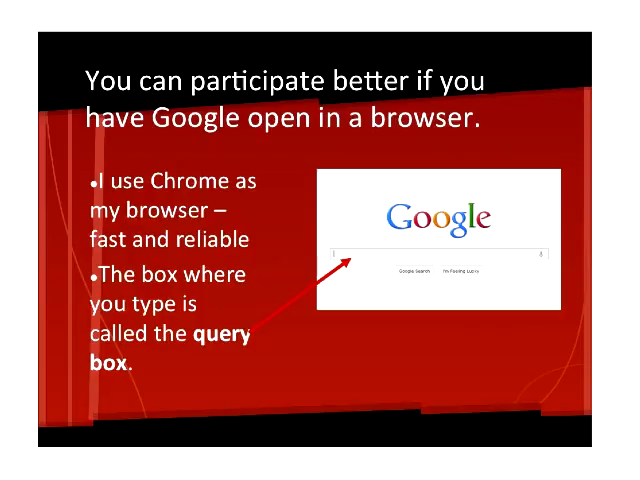 You can participate better if you
have Google open in a browser.
●I use Chrome as
my browser –
fast and reliable
●The box where
you type is
called the query
box.
Google
Google Search I'm Feeling Lucky